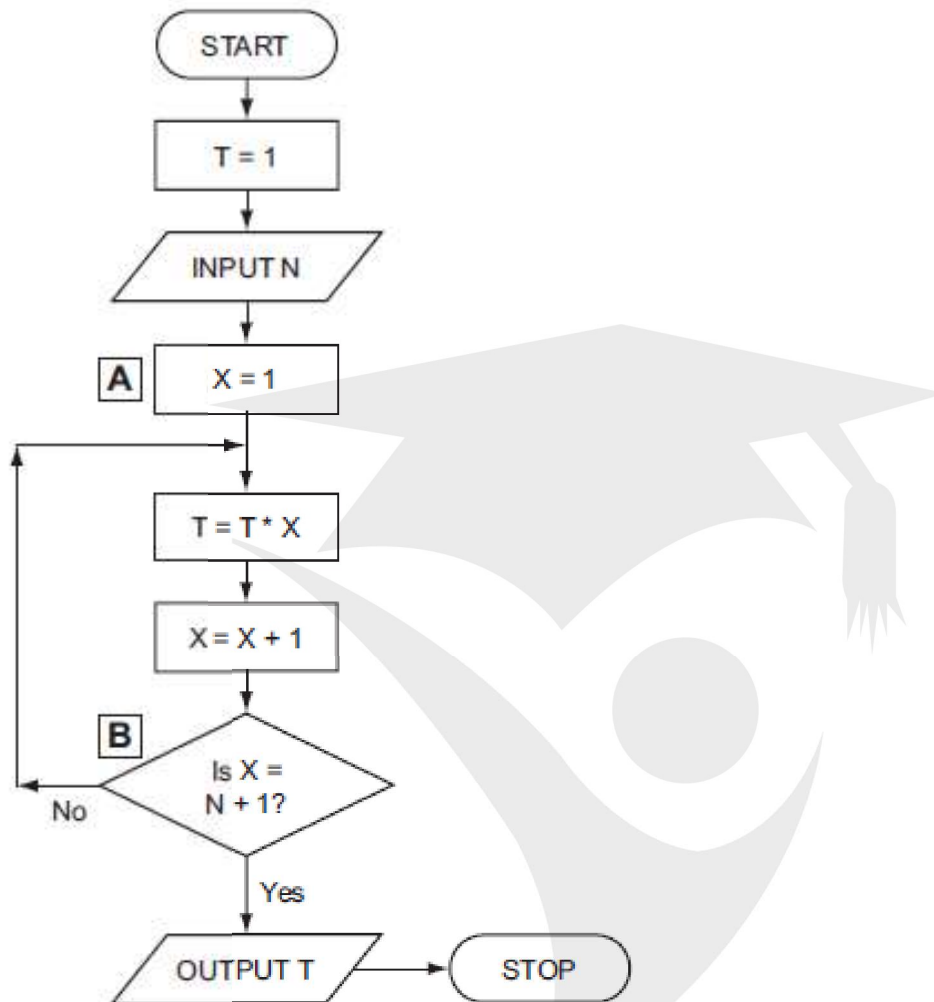 START
T = 1
INPUT N
A
X = 1
T = T * X
X = X + 1
B
Is X =
N + 1?
No
Yes
OUTPUT T
STOP